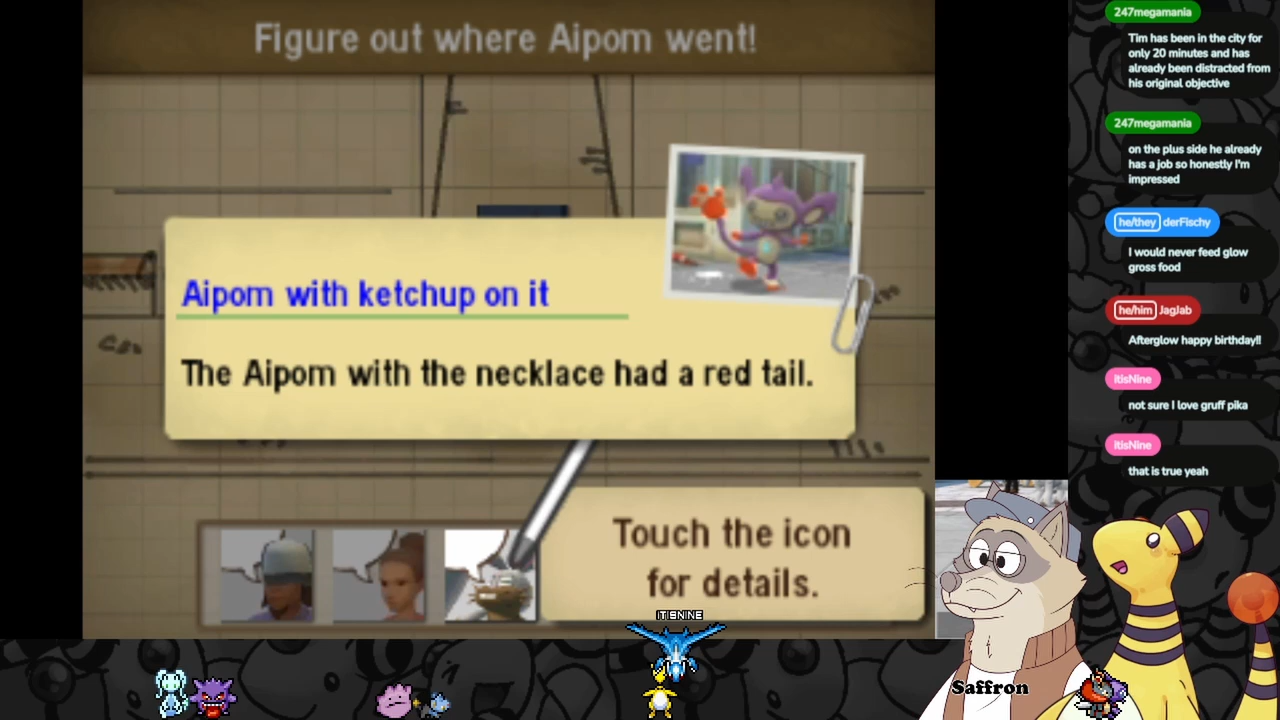 Figure out where Aipom went!
Aipom with ketchup on it
The Aipom with the necklace had a red tail.
Touch the icon
for details.
247megamania
Tim has been in the city for
only 20 minutes and has
already been distracted from
his original objective
247megamania
on the plus side he already
has a job so honestly I'm
impressed
he/they derFischy
I would never feed glow
gross food
he/him JagJab
Afterglow happy birthday!!
itisNine
not sure I love gruff pika
itisNine
that is true yeah
ITISNINE
Saffron